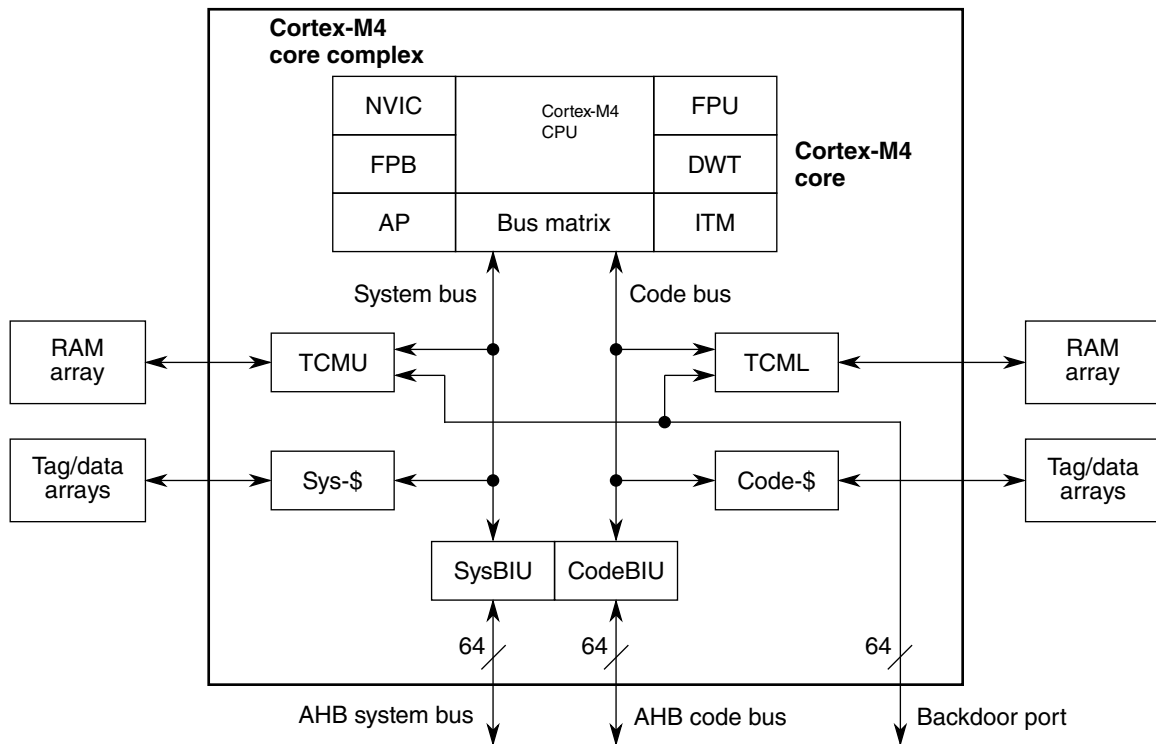 Cortex-M4
core complex
NVIC
Cortex-M4
CPU
FPU
FPB
DWT
Cortex-M4
core
AP
Bus matrix
ITM
System bus
Code bus
RAM
array
TCMU
TCML
RAM
array
Tag/data
arrays
Sys-$
Code-$
Tag/data
arrays
SysBIU
CodeBIU
64
64
64
AHB system bus
AHB code bus
Backdoor port